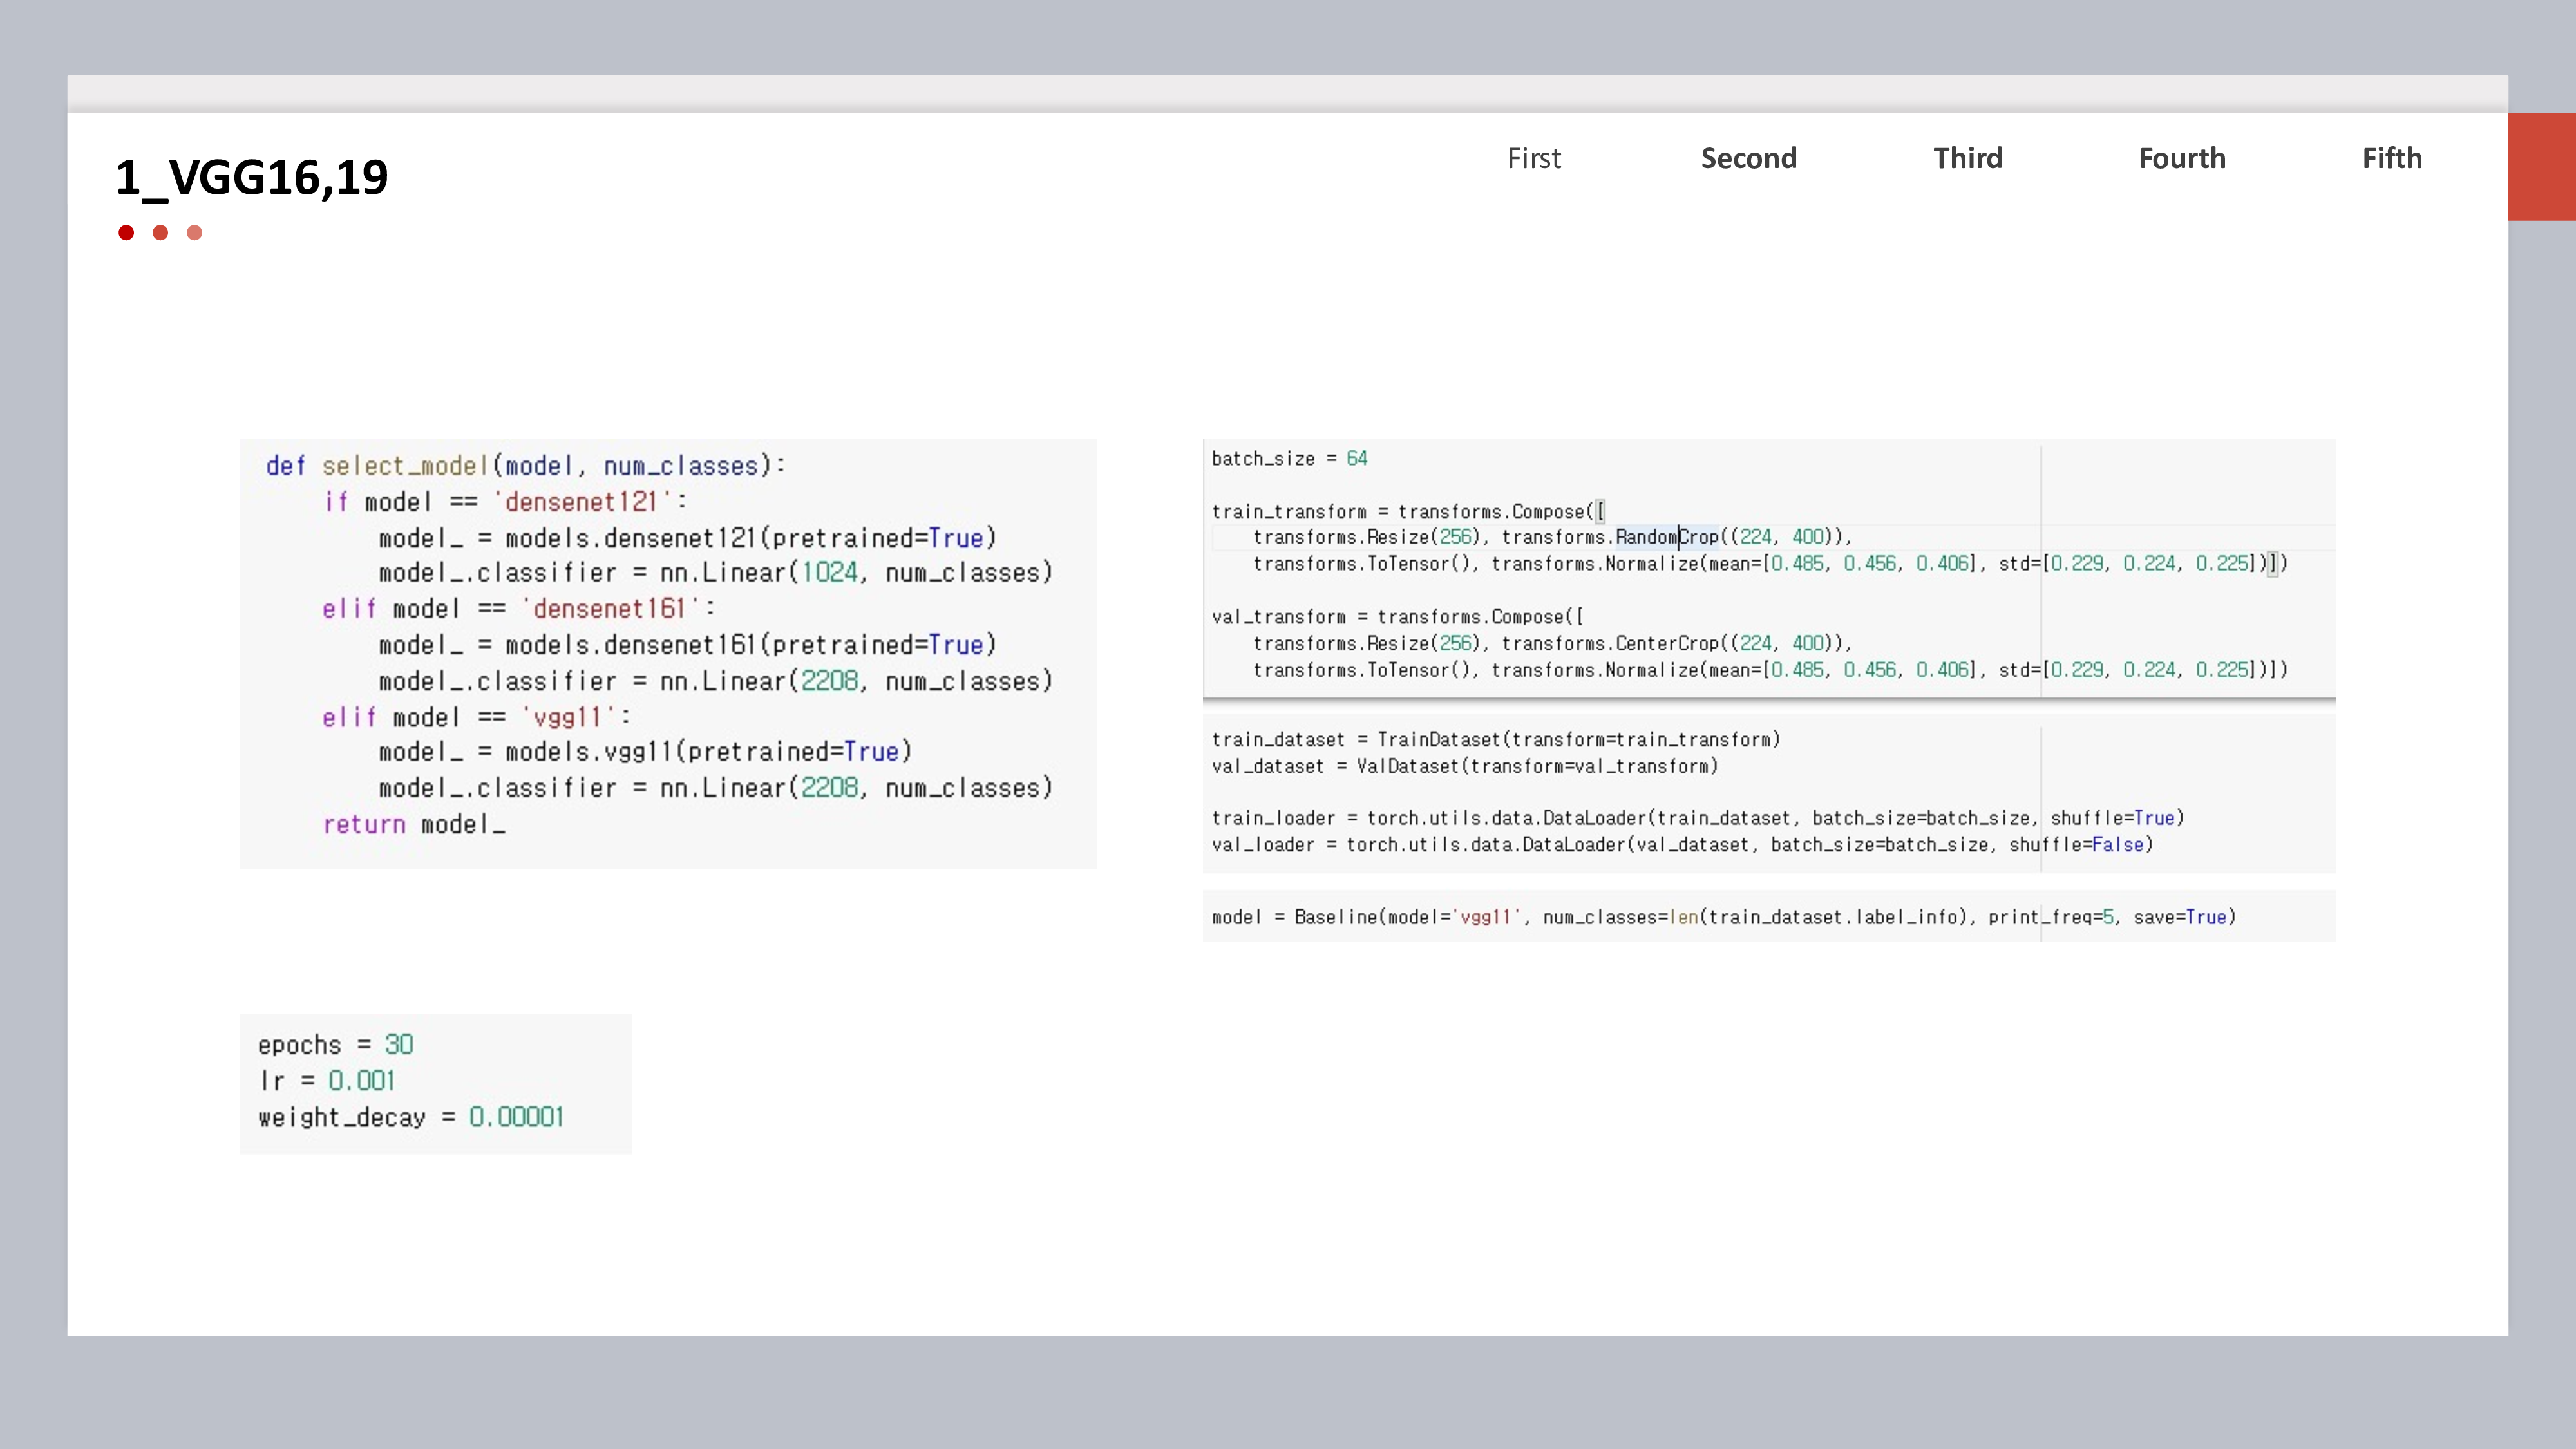 1_VGG16,19
First Second Third Fourth Fifth
def select_model(model, num_classes):
    if model == 'densenet121':
        model_ = models.densenet121(pretrained=True)
        model_.classifier = nn.Linear(1024, num_classes)
    elif model == 'densenet161':
        model_ = models.densenet161(pretrained=True)
        model_.classifier = nn.Linear(2208, num_classes)
    elif model == 'vgg11':
        model_ = models.vgg11(pretrained=True)
        model_.classifier = nn.Linear(2208, num_classes)
    return model_
epochs = 30
lr = 0.001
weight_decay = 0.00001
batch_size = 64
train_transform = transforms.Compose([
    transforms.Resize(256), transforms.RandomCrop((224, 400)),
    transforms.ToTensor(), transforms.Normalize(mean=[0.485, 0.456, 0.406], std=[0.229, 0.224, 0.225])])
val_transform = transforms.Compose([
    transforms.Resize(256), transforms.CenterCrop((224, 400)),
    transforms.ToTensor(), transforms.Normalize(mean=[0.485, 0.456, 0.406], std=[0.229, 0.224, 0.225])])
train_dataset = TrainDataset(transform=train_transform)
val_dataset = ValDataset(transform=val_transform)
train_loader = torch.utils.data.DataLoader(train_dataset, batch_size=batch_size, shuffle=True)
val_loader = torch.utils.data.DataLoader(val_dataset, batch_size=batch_size, shuffle=False)
model = Baseline(model='vgg11', num_classes=len(train_dataset.label_info), print_freq=5, save=True)